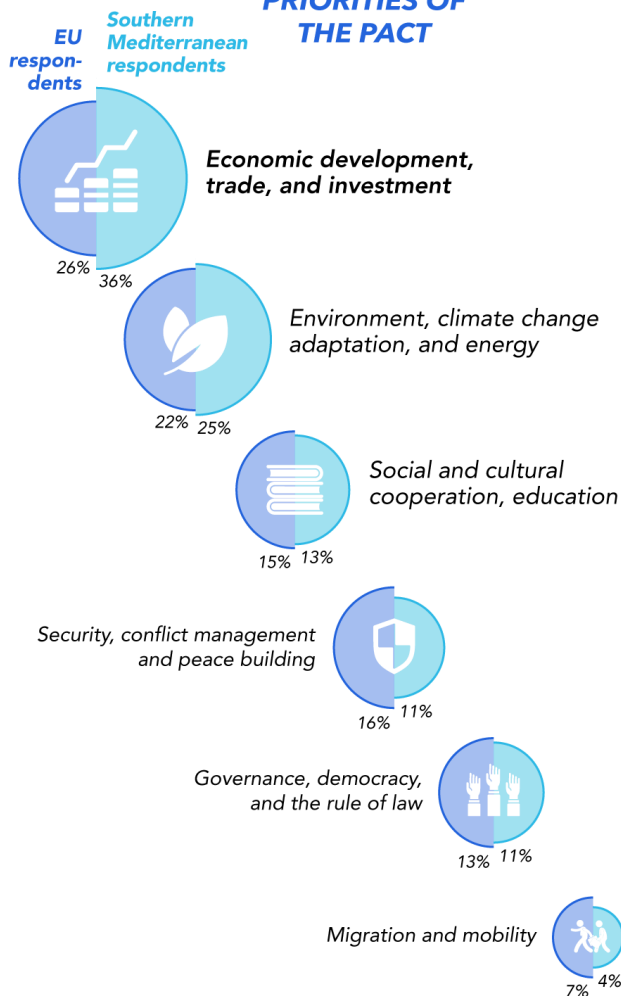 PRIORITIES OF
THE PACT
EU
respon-
dents
Southern
Mediterranean
respondents
Economic development,
trade, and investment
26%
36%
Environment, climate change
adaptation, and energy
22%
25%
Social and cultural
cooperation, education
15%
13%
Security, conflict management
and peace building
16%
11%
Governance, democracy,
and the rule of law
13%
11%
Migration and mobility
7%
4%